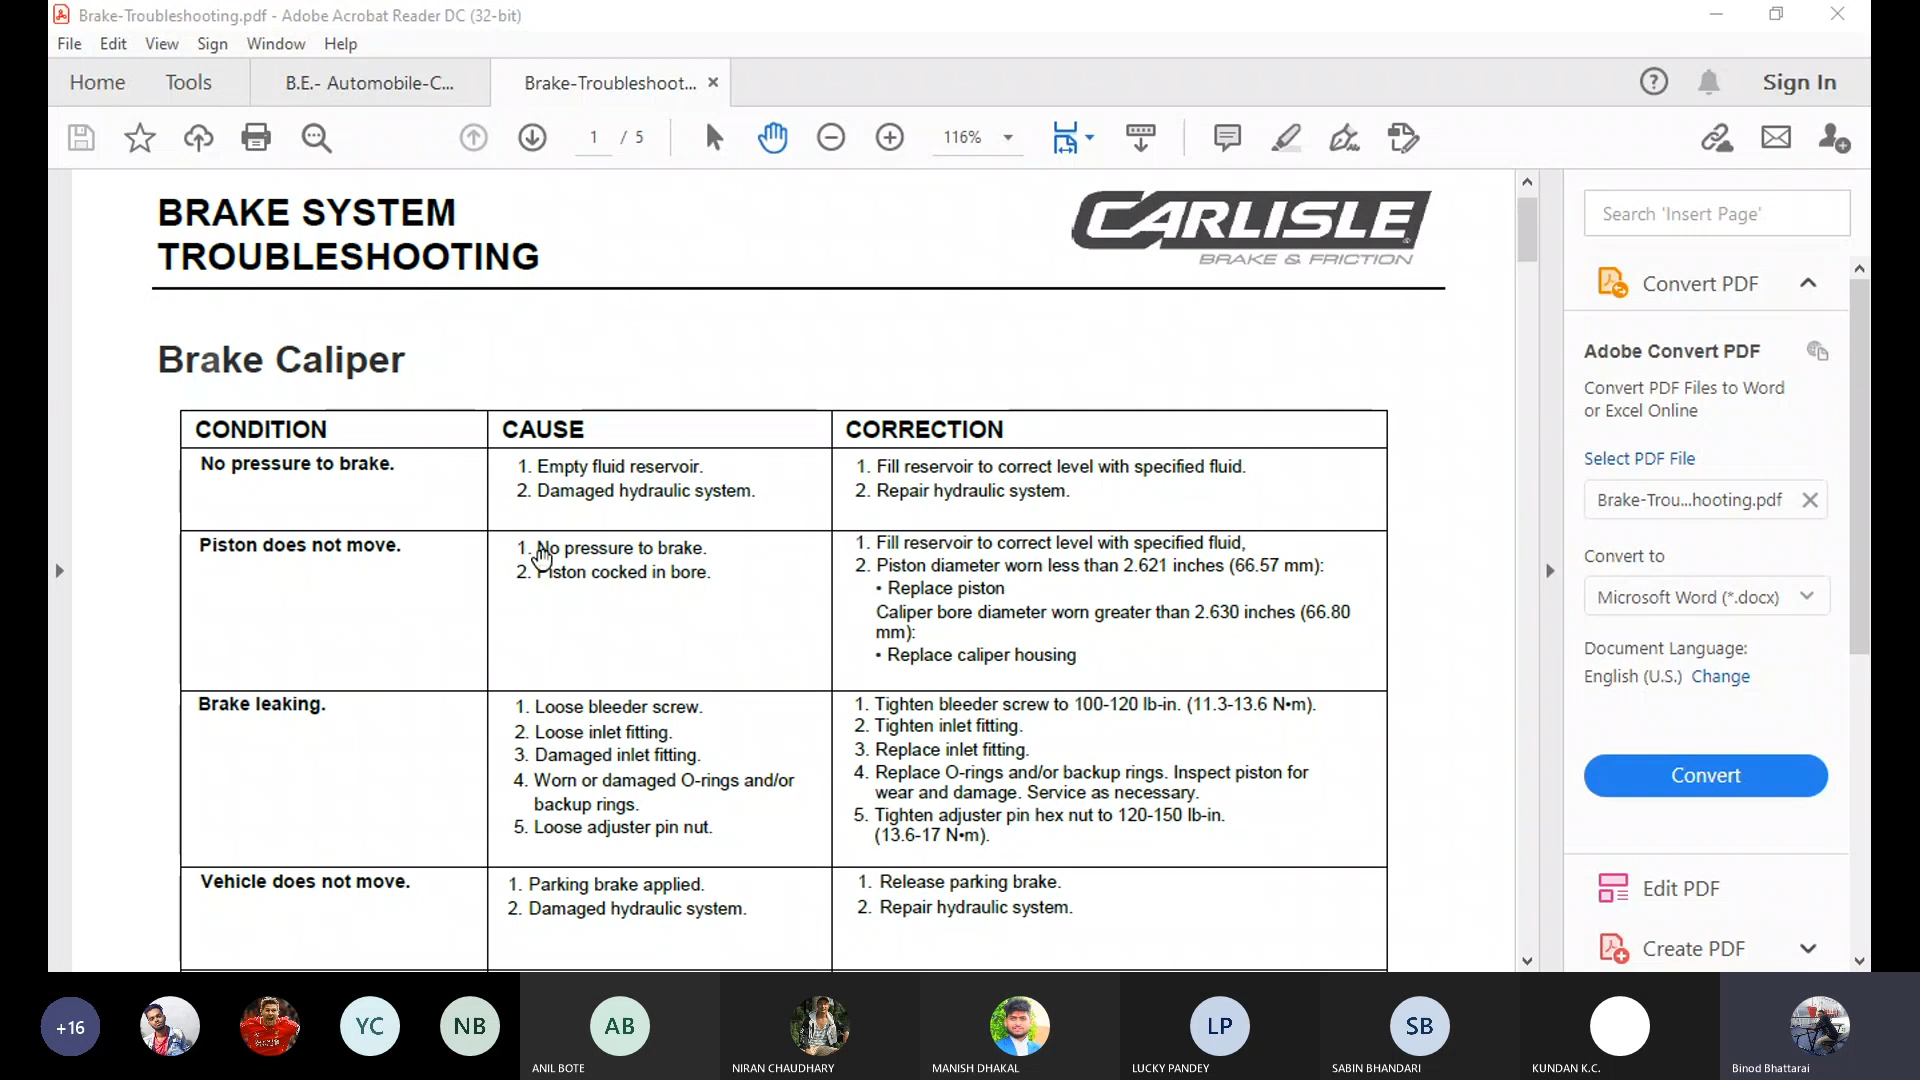 Brake-Troubleshooting.pdf - Adobe Acrobat Reader DC (32-bit)
File Edit View Sign Window Help
Home Tools B.E.- Automobile-C... Brake-Troubleshoot... × Sign In
1 / 5 116%
BRAKE SYSTEM
TROUBLESHOOTING
CARLISLE
BRAKE & FRICTION
Brake Caliper
CONDITION CAUSE CORRECTION
No pressure to brake.
1. Empty fluid reservoir.
2. Damaged hydraulic system.
1. Fill reservoir to correct level with specified fluid.
2. Repair hydraulic system.
Piston does not move.
1. No pressure to brake.
2. Piston cocked in bore.
1. Fill reservoir to correct level with specified fluid,
2. Piston diameter worn less than 2.621 inches (66.57 mm):
• Replace piston
Caliper bore diameter worn greater than 2.630 inches (66.80
mm):
• Replace caliper housing
Brake leaking.
1. Loose bleeder screw.
2. Loose inlet fitting.
3. Damaged inlet fitting.
4. Worn or damaged O-rings and/or
backup rings.
5. Loose adjuster pin nut.
1. Tighten bleeder screw to 100-120 lb-in. (11.3-13.6 N•m).
2. Tighten inlet fitting.
3. Replace inlet fitting.
4. Replace O-rings and/or backup rings. Inspect piston for
wear and damage. Service as necessary.
5. Tighten adjuster pin hex nut to 120-150 lb-in.
(13.6-17 N•m).
Vehicle does not move.
1. Parking brake applied.
2. Damaged hydraulic system.
1. Release parking brake.
2. Repair hydraulic system.
Search 'Insert Page'
Convert PDF
Adobe Convert PDF
Convert PDF Files to Word
or Excel Online
Select PDF File
Brake-Trou...hooting.pdf
Convert to
Microsoft Word (*.docx)
Document Language:
English (U.S.) Change
Convert
Edit PDF
Create PDF
+16 YC NB AB LP SB
ANIL BOTE NIRAN CHAUDHARY MANISH DHAKAL LUCKY PANDEY SABIN BHANDARI KUNDAN K.C. Binod Bhattarai